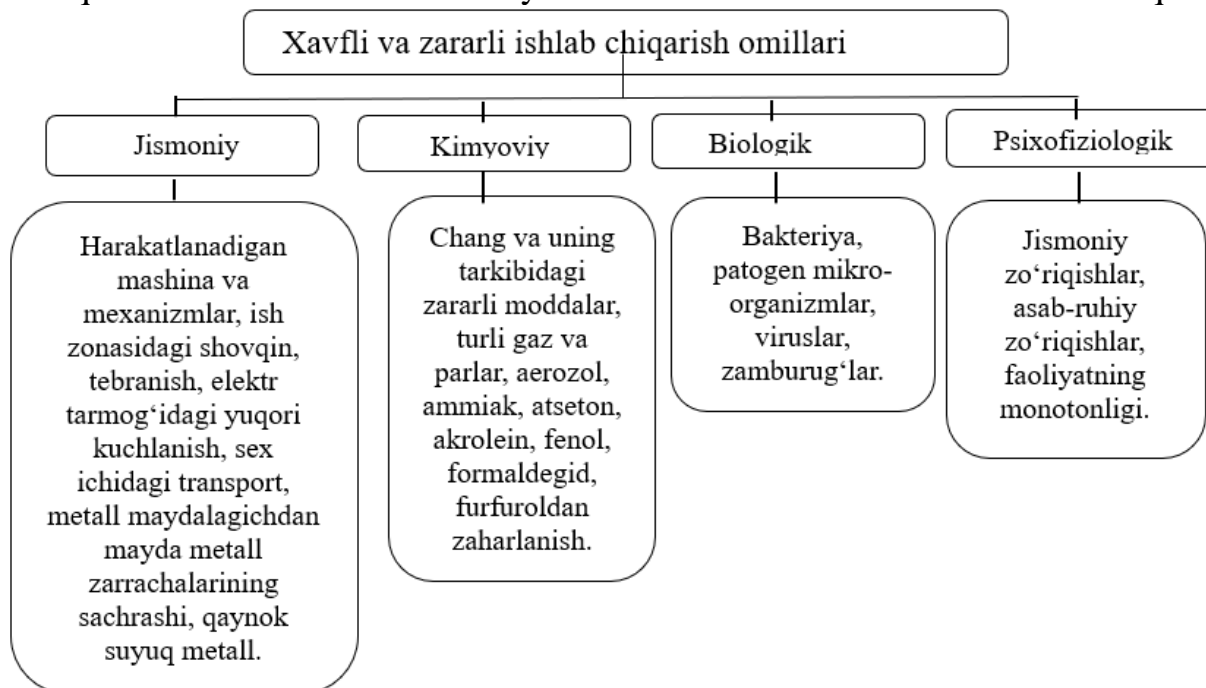 Xavfli va zararli ishlab chiqarish omillari
Jismoniy
Kimyoviy
Biologik
Psixofiziologik
Harakatlanadigan
mashina va
mexanizmlar, ish
zonasidagi shovqin,
tebranish, elektr
tarmog‘idagi yuqori
kuchlanish, sex
ichidagi transport,
metall maydalagichdan
mayda metall
zarrachalarining
sachrashi, qaynok
suyuq metall.
Chang va uning
tarkibidagi
zararli moddalar,
turli gaz va
parlar, aerozol,
ammiak, atseton,
akrolein, fenol,
formaldegid,
furfuroldan
zaharlanish.
Bakteriya,
patogen mikro-
organizmlar,
viruslar,
zamburug‘lar.
Jismoniy
zo‘riqishlar,
asab-ruhiy
zo‘riqishlar,
faoliyatning
monotonligi.